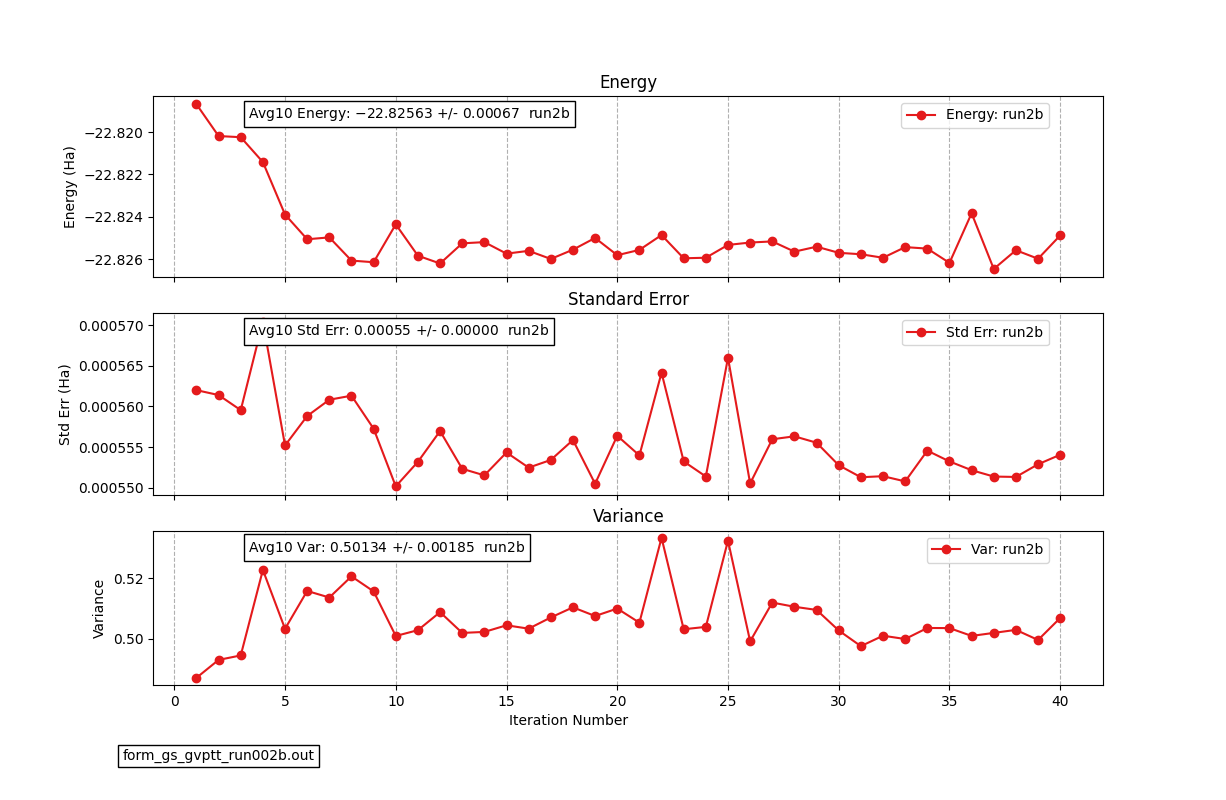 Energy
Avg10 Energy: −22.82563 +/- 0.00067  run2b
Energy: run2b
Energy (Ha)
−22.820
−22.822
−22.824
−22.826
Standard Error
Avg10 Std Err: 0.00055 +/- 0.00000  run2b
Std Err: run2b
Std Err (Ha)
0.000570
0.000565
0.000560
0.000555
0.000550
Variance
Avg10 Var: 0.50134 +/- 0.00185  run2b
Var: run2b
Variance
0.52
0.50
0 5 10 15 20 25 30 35 40
Iteration Number
form_gs_gvptt_run002b.out